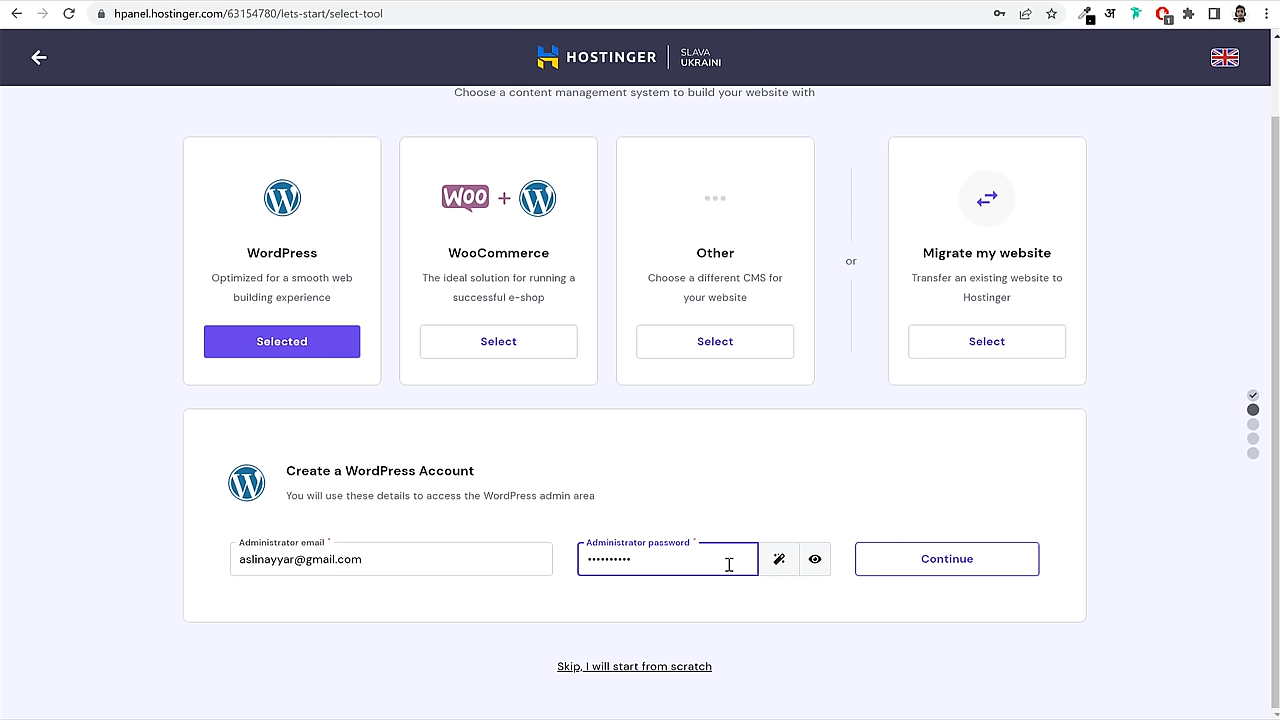 hpanel.hostinger.com/63154780/lets-start/select-tool
अ
1
HOSTINGER
SLAVA
UKRAINI
Choose a content management system to build your website with
WordPress
Optimized for a smooth web
building experience
Selected
Woo +
WooCommerce
The ideal solution for running a
successful e-shop
Select
Other
Choose a different CMS for
your website
Select
or
Migrate my website
Transfer an existing website to
Hostinger
Select
Create a WordPress Account
You will use these details to access the WordPress admin area
Administrator email *
aslinayyar@gmail.com
Administrator password *
••••••••••
Continue
Skip, I will start from scratch